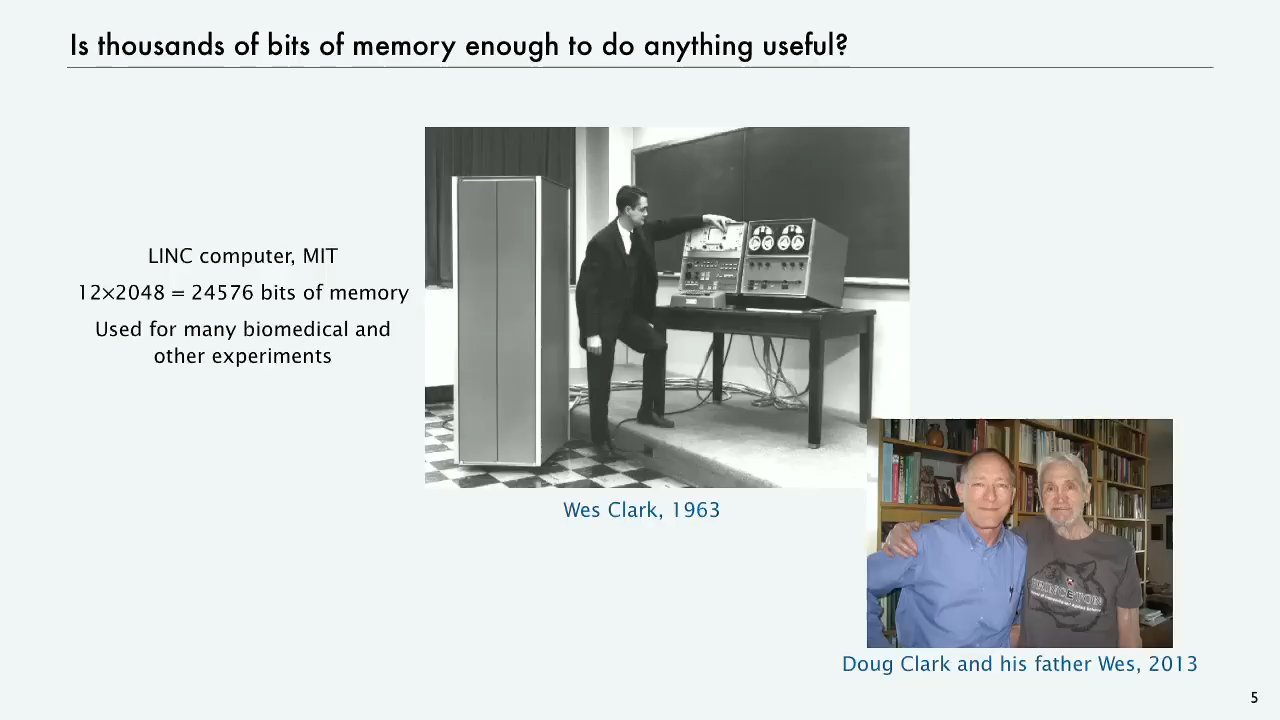 Is thousands of bits of memory enough to do anything useful?
LINC computer, MIT
12×2048 = 24576 bits of memory
Used for many biomedical and
other experiments
Wes Clark, 1963
PRINCETON
Doug Clark and his father Wes, 2013
5